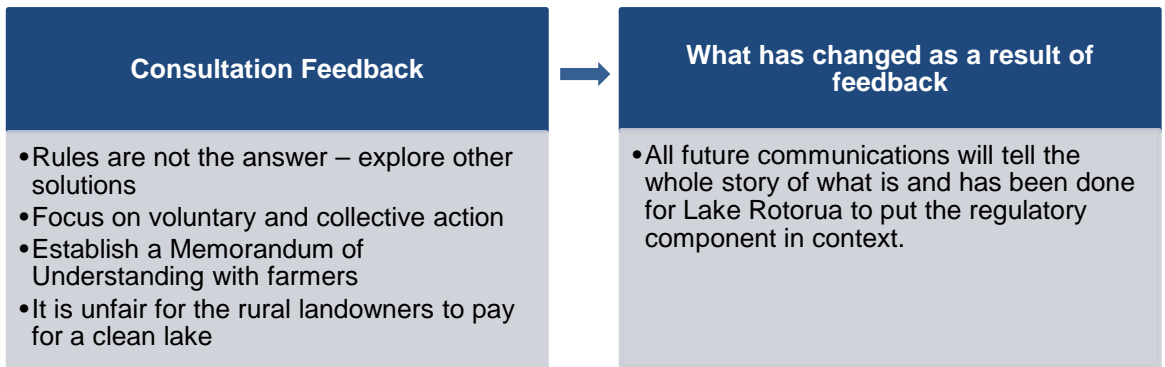 Consultation Feedback
•Rules are not the answer – explore other
solutions
•Focus on voluntary and collective action
•Establish a Memorandum of
Understanding with farmers
•It is unfair for the rural landowners to pay
for a clean lake
What has changed as a result of
feedback
•All future communications will tell the
whole story of what is and has been done
for Lake Rotorua to put the regulatory
component in context.